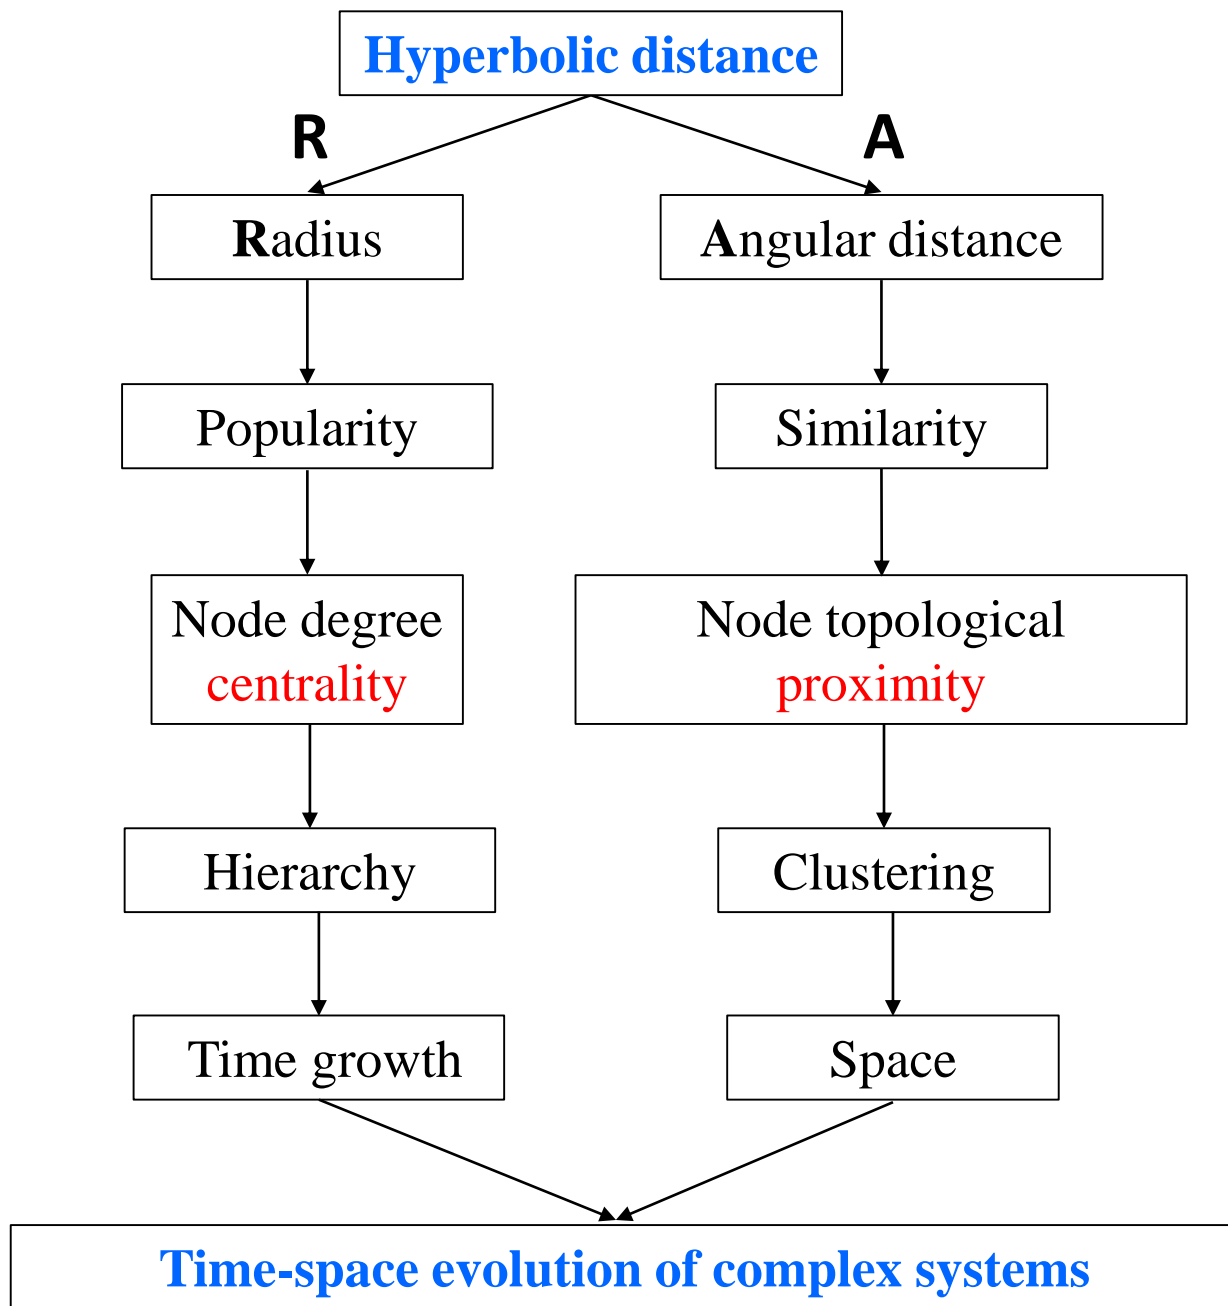 Hyperbolic distance
R
A
Radius
Angular distance
Popularity
Similarity
Node degree
centrality
Node topological
proximity
Hierarchy
Clustering
Time growth
Space
Time-space evolution of complex systems